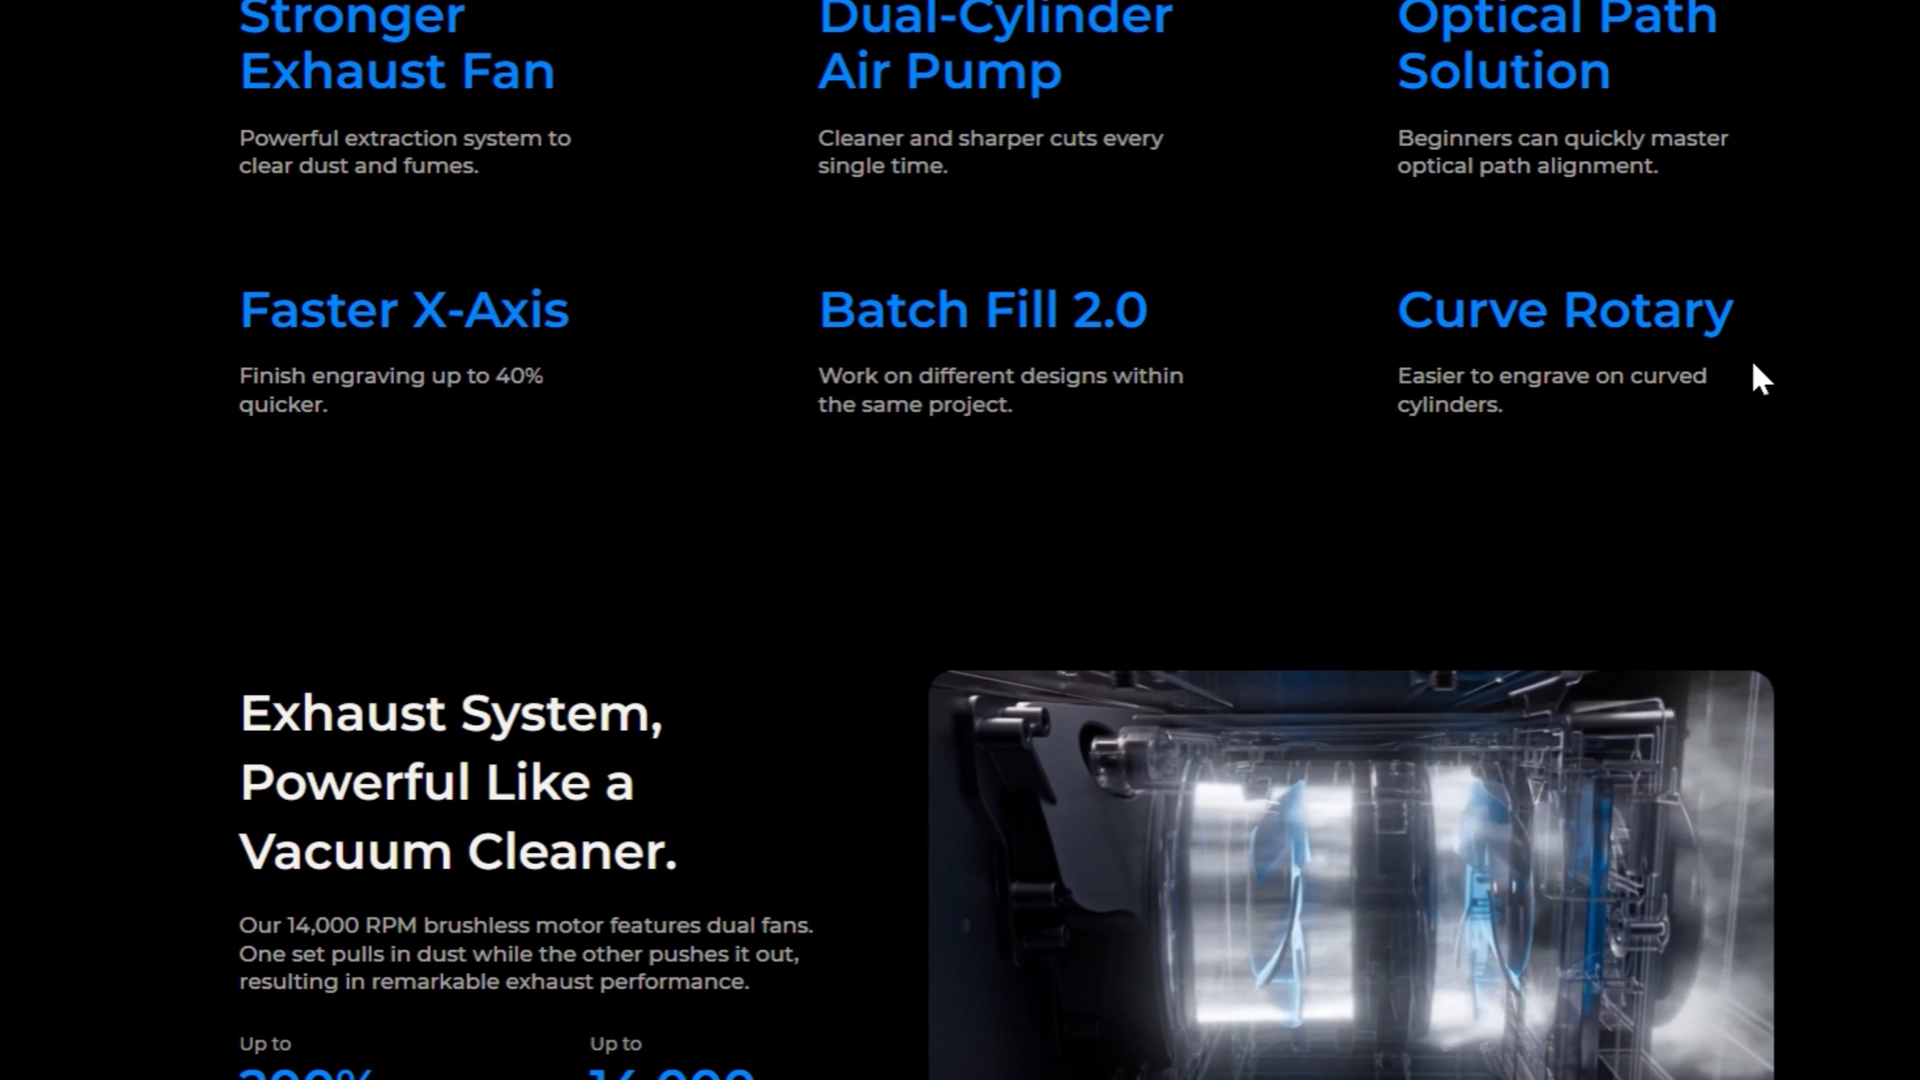 Stronger
Exhaust Fan
Powerful extraction system to
clear dust and fumes.
Dual-Cylinder
Air Pump
Cleaner and sharper cuts every
single time.
Optical Path
Solution
Beginners can quickly master
optical path alignment.
Faster X-Axis
Finish engraving up to 40%
quicker.
Batch Fill 2.0
Work on different designs within
the same project.
Curve Rotary
Easier to engrave on curved
cylinders.
Exhaust System,
Powerful Like a
Vacuum Cleaner.
Our 14,000 RPM brushless motor features dual fans.
One set pulls in dust while the other pushes it out,
resulting in remarkable exhaust performance.
Up to
Up to
14,000